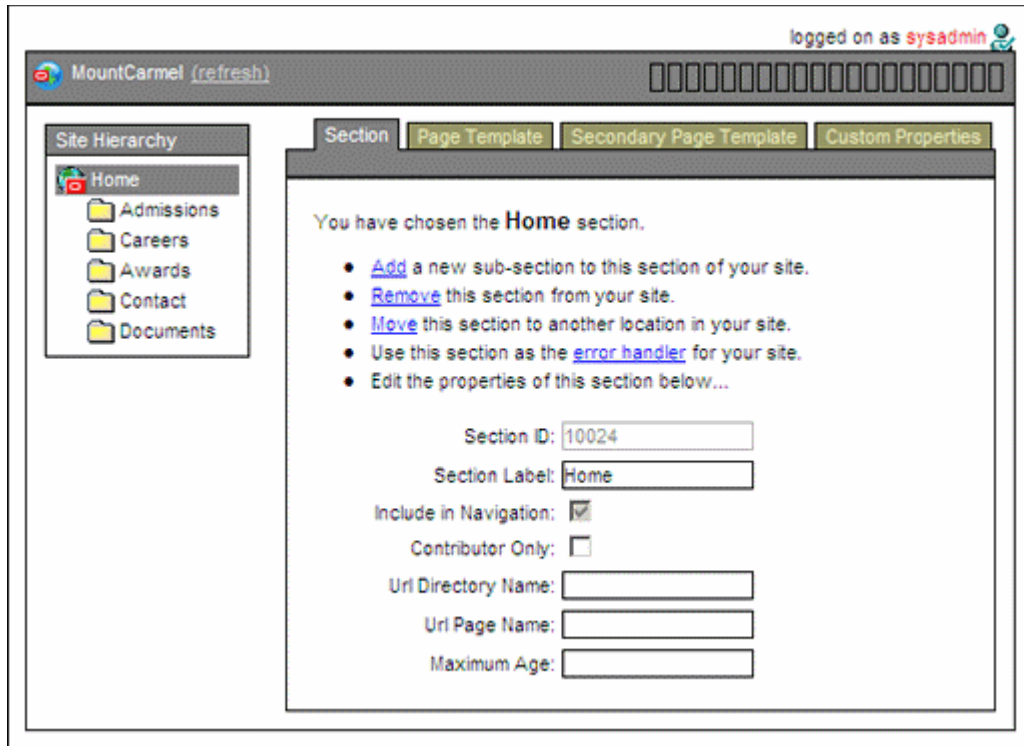 logged on as sysadmin
MountCarmel (refresh)
Site Hierarchy
Home
Admissions
Careers
Awards
Contact
Documents
Section
Page Template
Secondary Page Template
Custom Properties
You have chosen the Home section.
Add a new sub-section to this section of your site.
Remove this section from your site.
Move this section to another location in your site.
Use this section as the error handler for your site.
Edit the properties of this section below...
Section ID: 10024
Section Label: Home
Include in Navigation:
Contributor Only:
Url Directory Name:
Url Page Name:
Maximum Age: